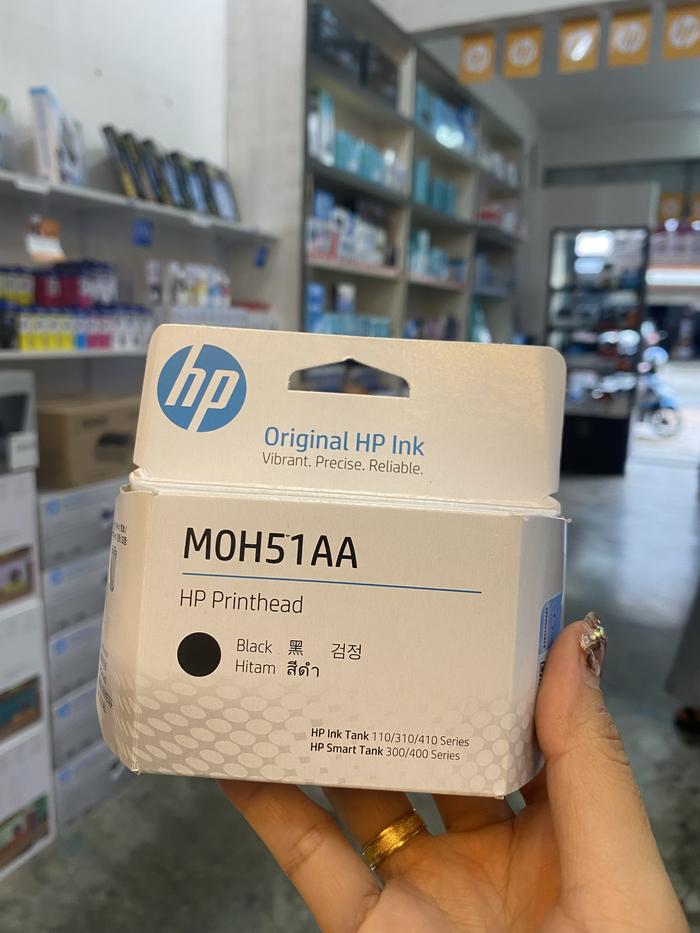 hp
Original HP Ink
Vibrant. Precise. Reliable.
M0H51AA
HP Printhead
Black 黑 검정
Hitam สีดำ
HP Ink Tank 110/310/410 Series
HP Smart Tank 300/400 Series